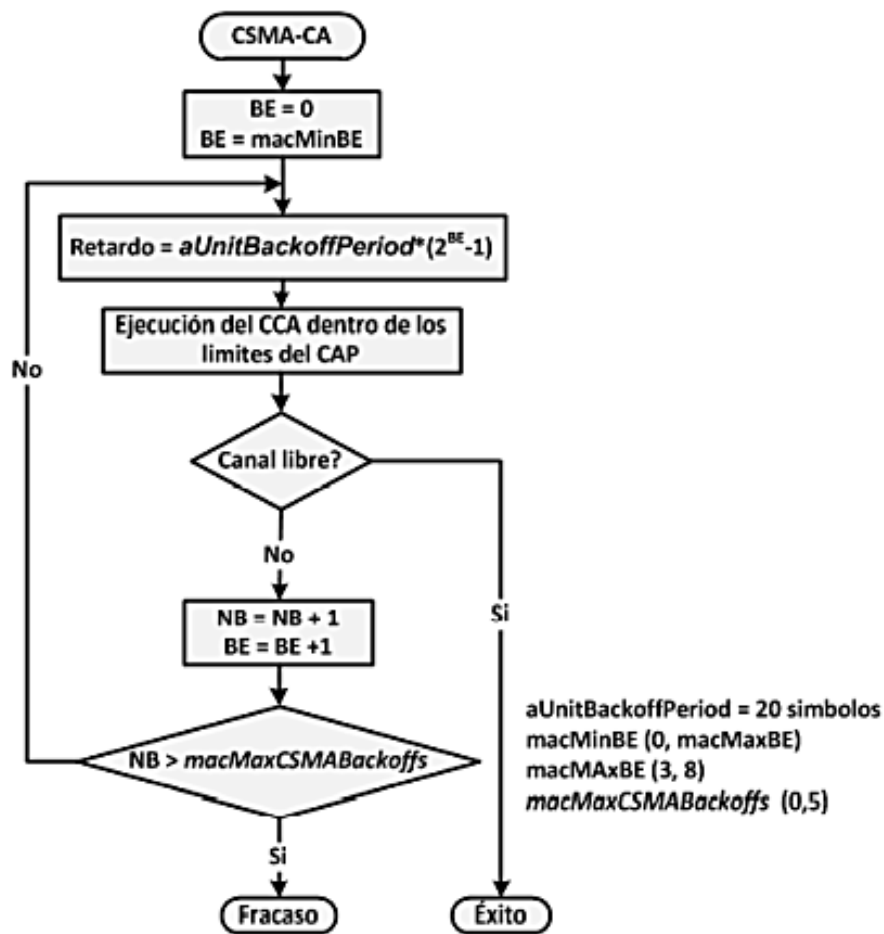 CSMA-CA
BE = 0
BE = macMinBE
Retardo = aUnitBackoffPeriod*(2^BE-1)
Ejecución del CCA dentro de los
limites del CAP
No
Canal libre?
No
Si
NB = NB + 1
BE = BE +1
NB > macMaxCSMABackoffs
aUnitBackoffPeriod = 20 simbolos
macMinBE (0, macMaxBE)
macMAxBE (3, 8)
macMaxCSMABackoffs (0,5)
Si
Fracaso
Éxito